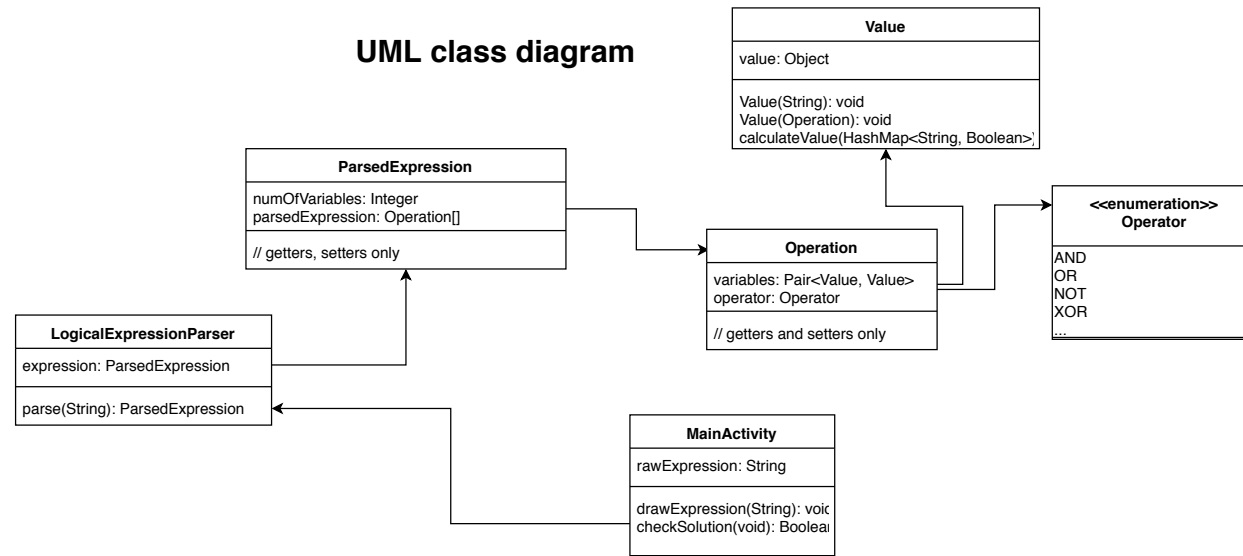 UML class diagram
Value
value: Object
Value(String): void
Value(Operation): void
calculateValue(HashMap<String, Boolean>)
ParsedExpression
numOfVariables: Integer
parsedExpression: Operation[]
// getters, setters only
<<enumeration>>
Operator
AND
OR
NOT
XOR
...
Operation
variables: Pair<Value, Value>
operator: Operator
// getters and setters only
LogicalExpressionParser
expression: ParsedExpression
parse(String): ParsedExpression
MainActivity
rawExpression: String
drawExpression(String): void
checkSolution(void): Boolean